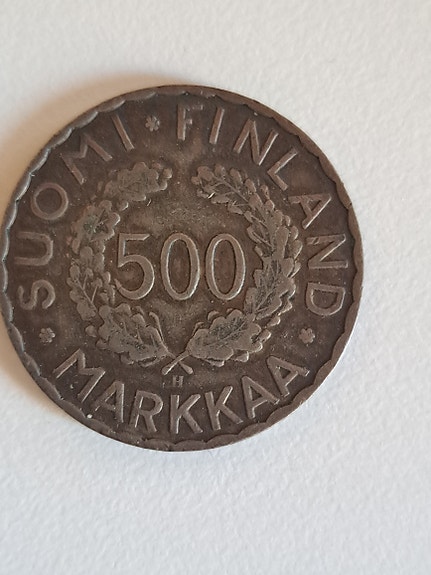 SUOMI * FINLAND
500
H
* MARKKAA *